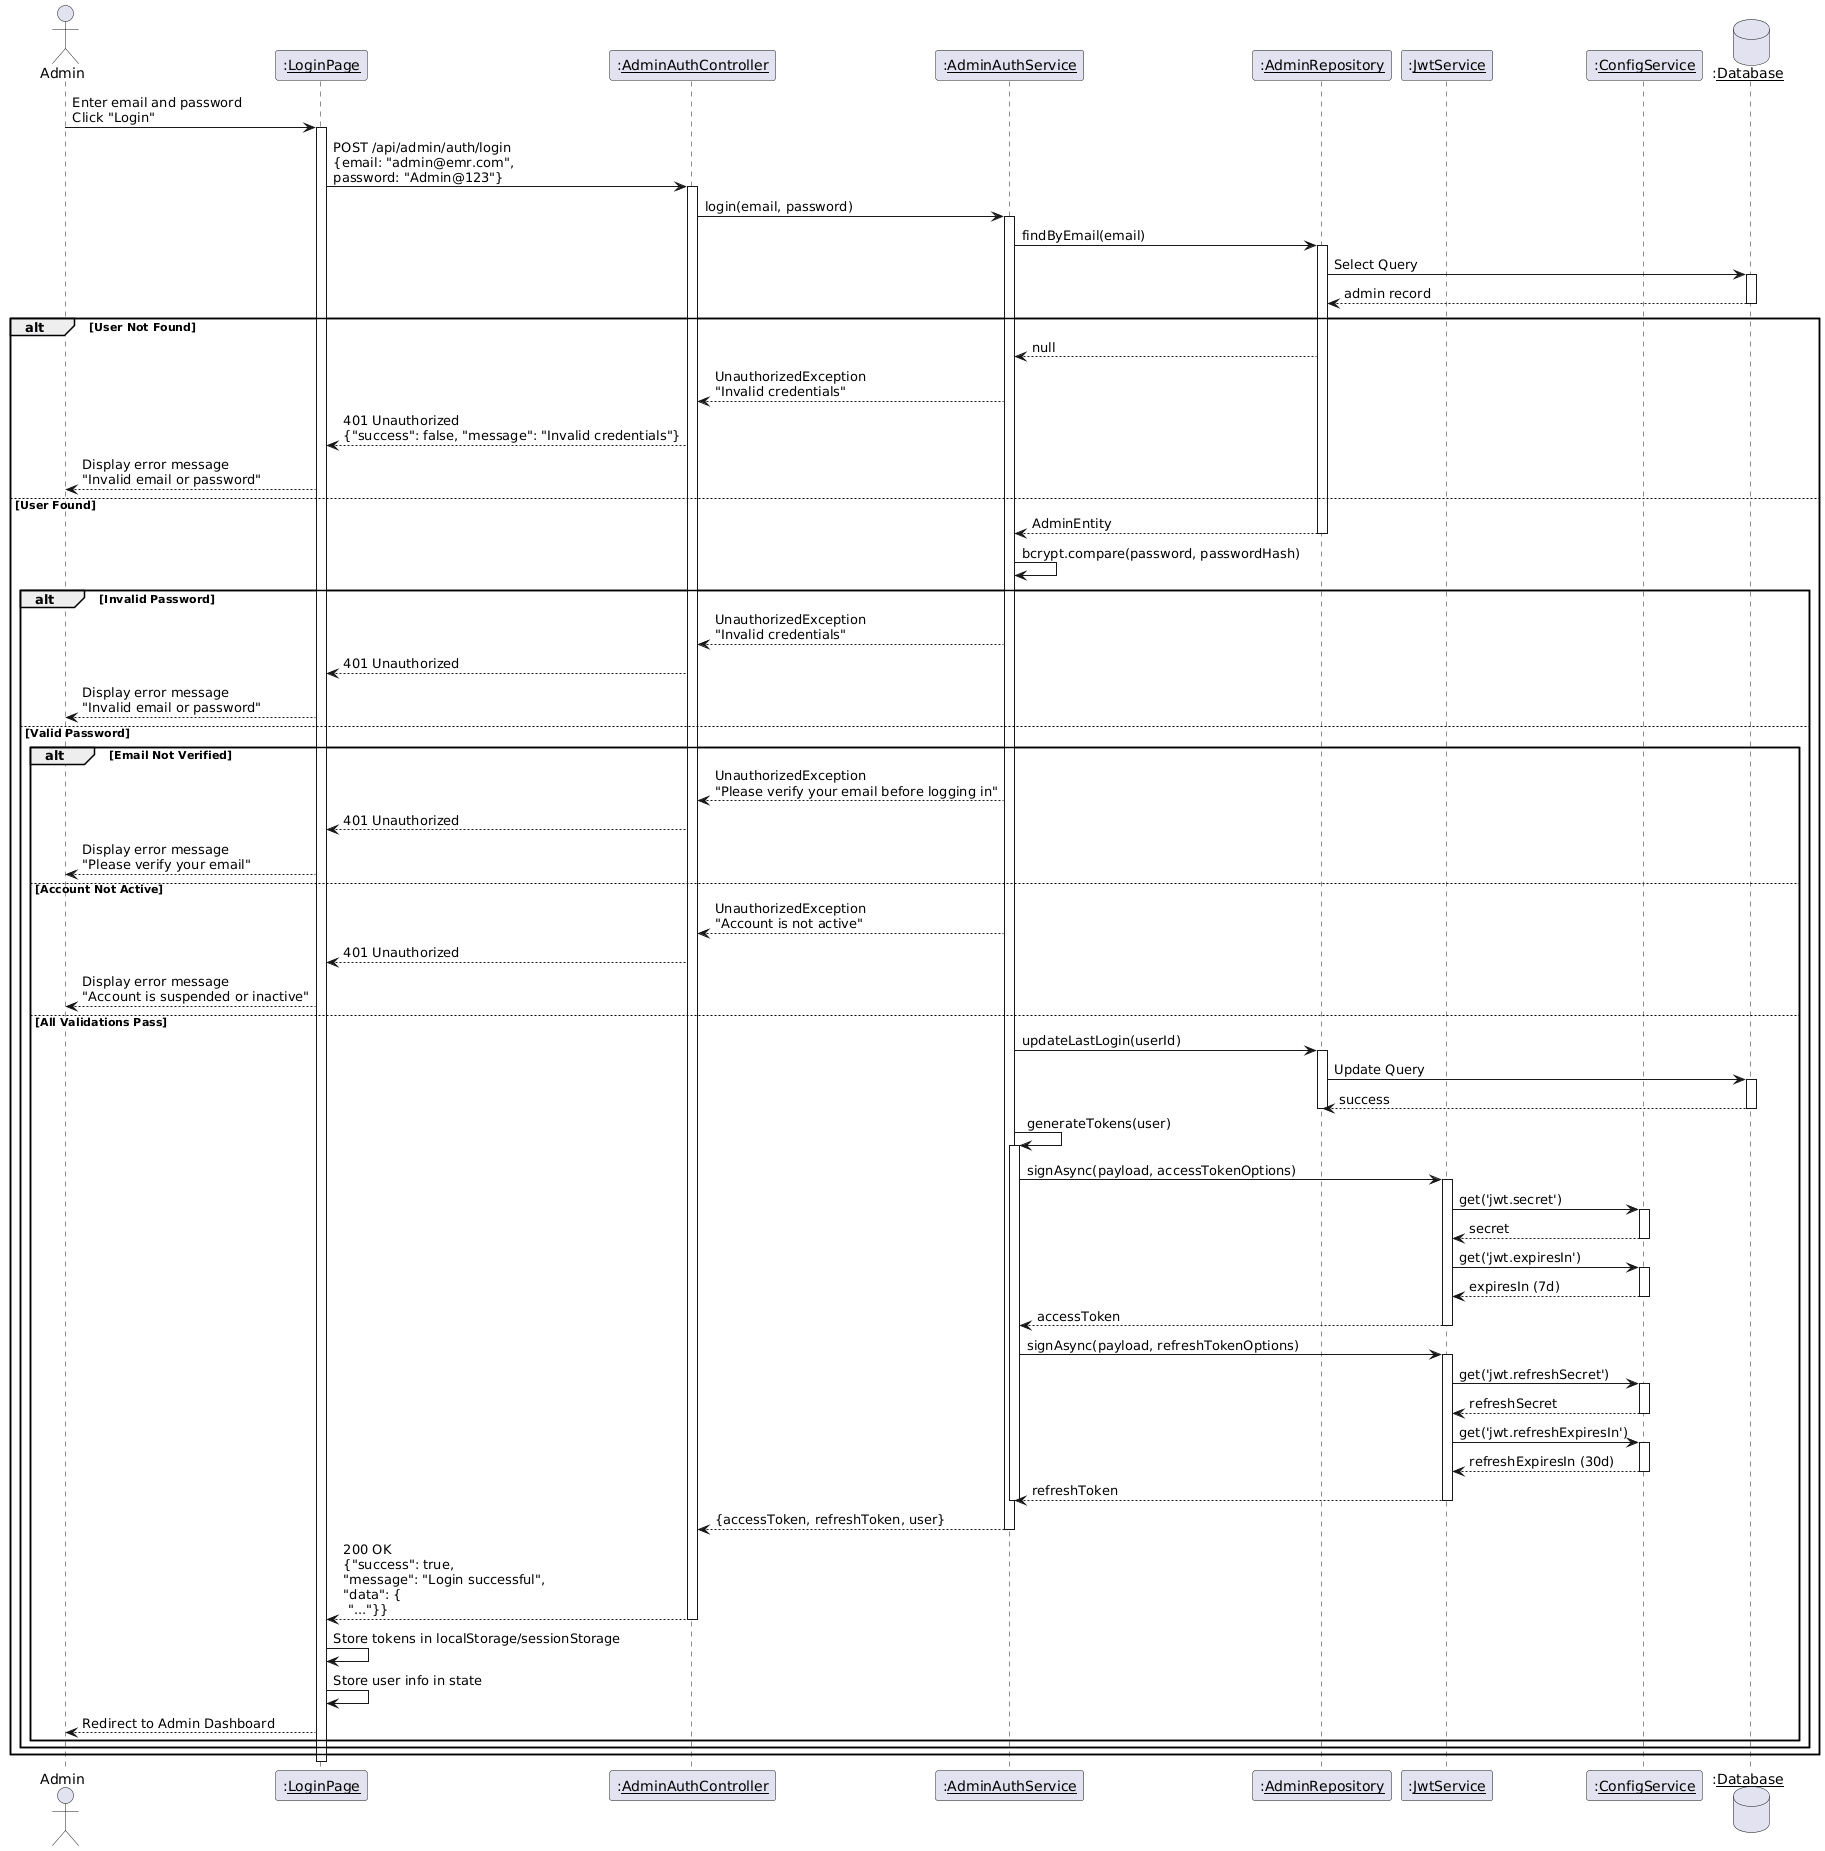 Admin
:LoginPage
:AdminAuthController
:AdminAuthService
:AdminRepository
:JwtService
:ConfigService
:Database
Enter email and password
Click "Login"
POST /api/admin/auth/login
{email: "admin@emr.com",
password: "Admin@123"}
login(email, password)
findByEmail(email)
Select Query
admin record
alt [User Not Found]
null
UnauthorizedException
"Invalid credentials"
401 Unauthorized
{"success": false, "message": "Invalid credentials"}
Display error message
"Invalid email or password"
[User Found]
AdminEntity
bcrypt.compare(password, passwordHash)
alt [Invalid Password]
UnauthorizedException
"Invalid credentials"
401 Unauthorized
Display error message
"Invalid email or password"
[Valid Password]
alt [Email Not Verified]
UnauthorizedException
"Please verify your email before logging in"
401 Unauthorized
Display error message
"Please verify your email"
[Account Not Active]
UnauthorizedException
"Account is not active"
401 Unauthorized
Display error message
"Account is suspended or inactive"
[All Validations Pass]
updateLastLogin(userId)
Update Query
success
generateTokens(user)
signAsync(payload, accessTokenOptions)
get('jwt.secret')
secret
get('jwt.expiresIn')
expiresIn (7d)
accessToken
signAsync(payload, refreshTokenOptions)
get('jwt.refreshSecret')
refreshSecret
get('jwt.refreshExpiresIn')
refreshExpiresIn (30d)
refreshToken
{accessToken, refreshToken, user}
200 OK
{"success": true,
"message": "Login successful",
"data": {
"..."}}
Store tokens in localStorage/sessionStorage
Store user info in state
Redirect to Admin Dashboard
Admin
:LoginPage
:AdminAuthController
:AdminAuthService
:AdminRepository
:JwtService
:ConfigService
:Database